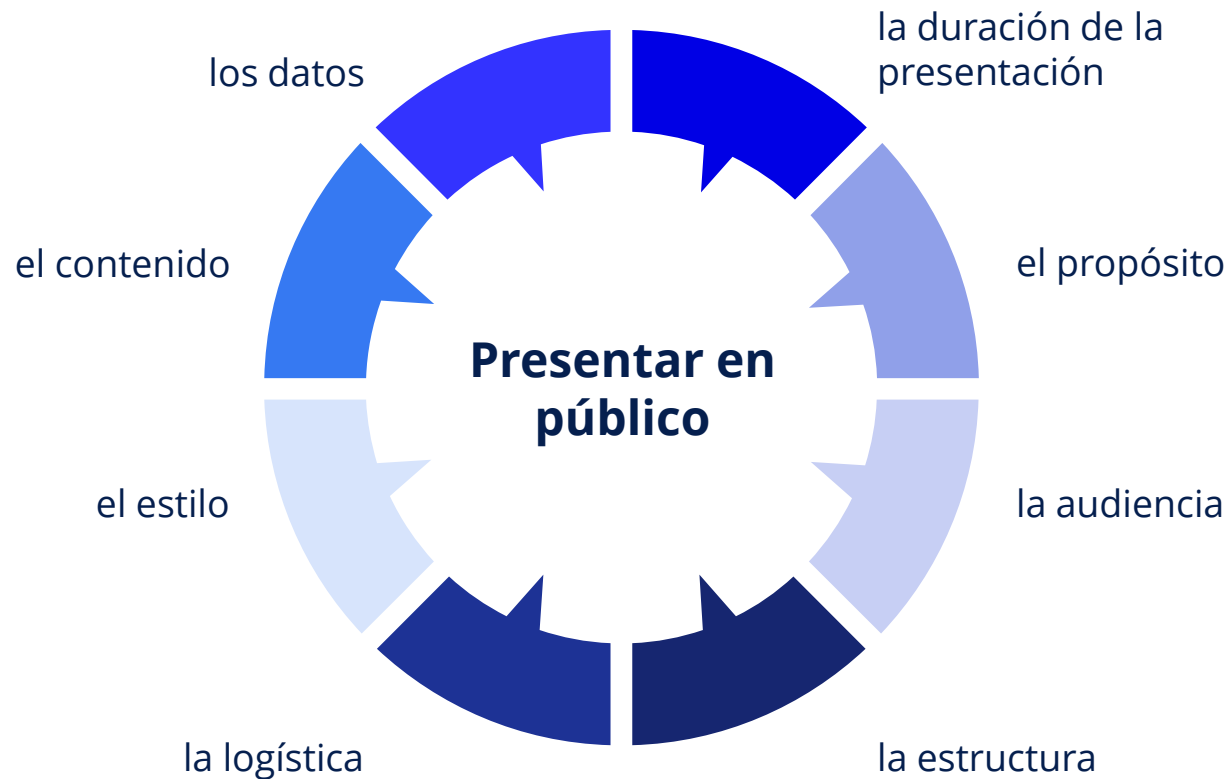 la duración de la
presentación
los datos
el contenido
el propósito
Presentar en
público
el estilo
la audiencia
la logística
la estructura